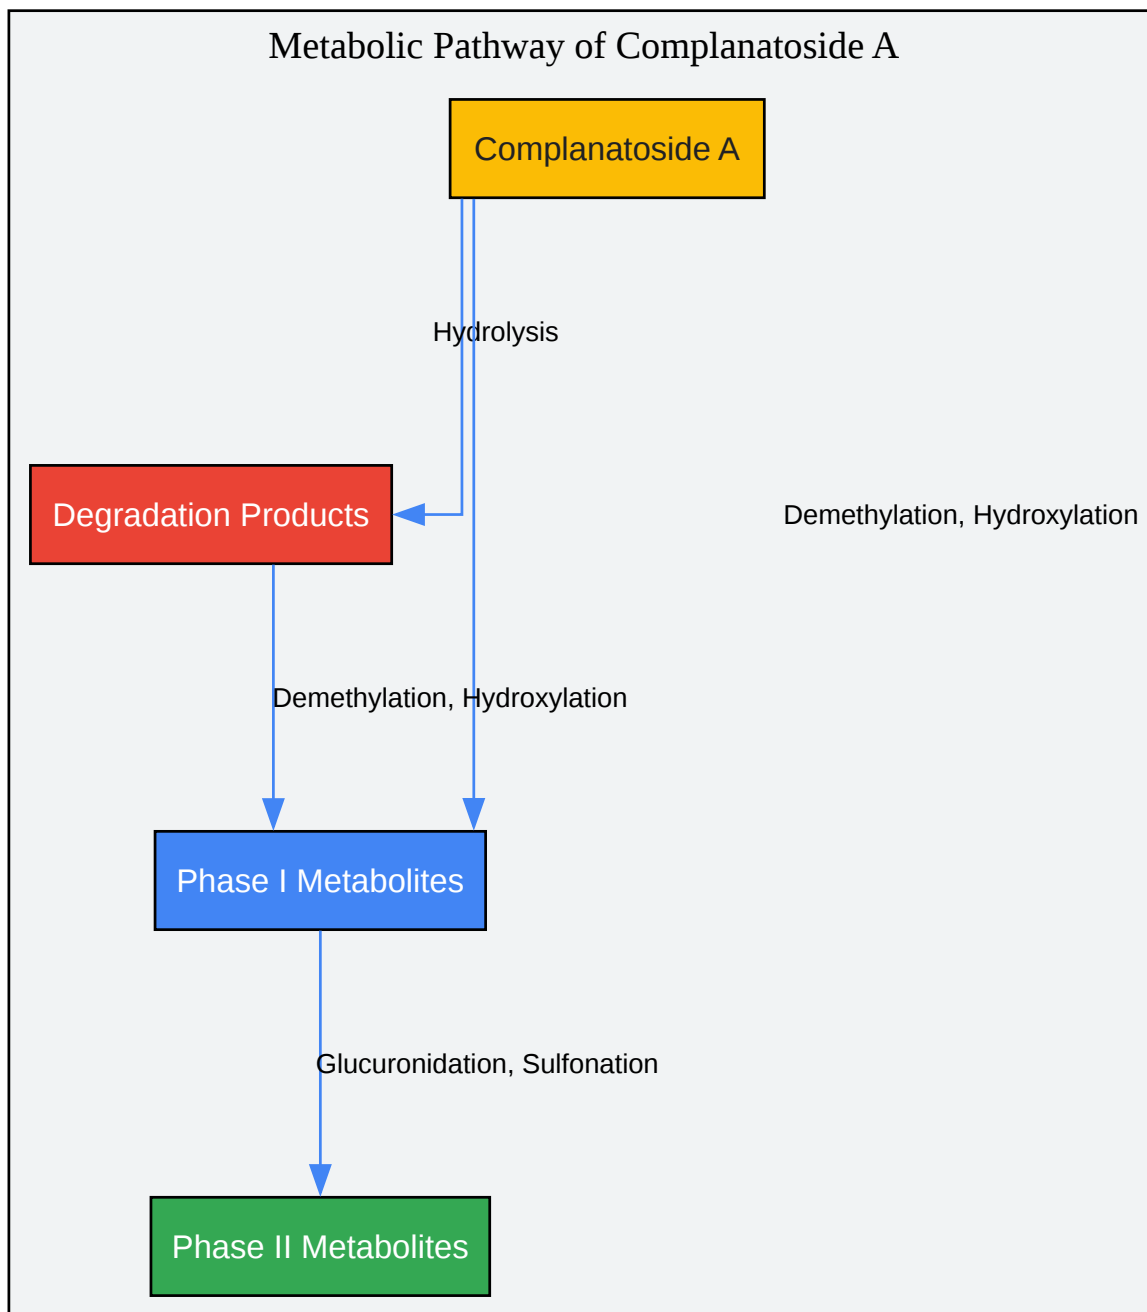 Metabolic Pathway of Complanatoside A
Complanatoside A
Hydrolysis
Degradation Products
Demethylation, Hydroxylation
Demethylation, Hydroxylation
Phase I Metabolites
Glucuronidation, Sulfonation
Phase II Metabolites